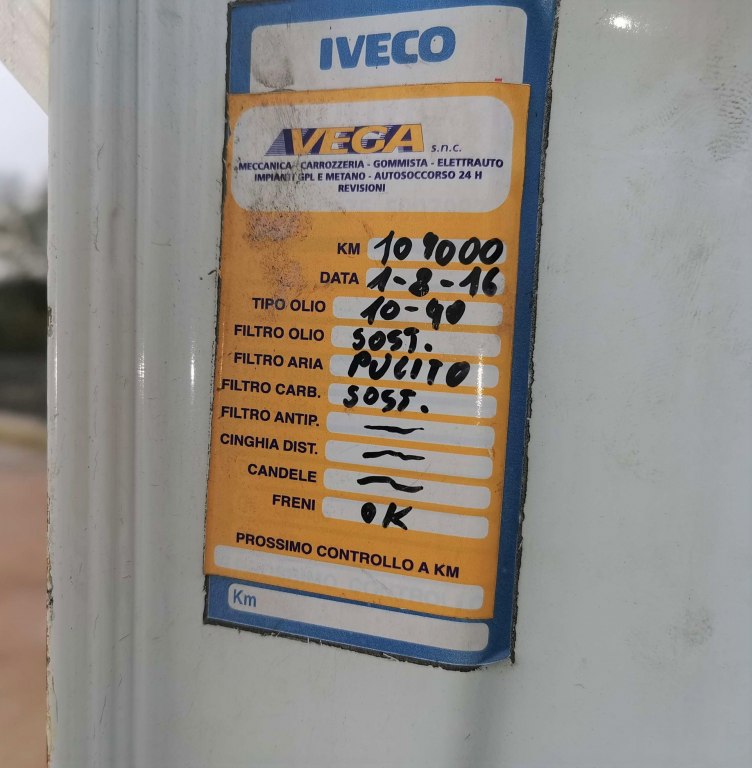 IVECO
VEGA s.n.c.
MECCANICA - CARROZZERIA - GOMMISTA - ELETTRAUTO
IMPIANTI GPL E METANO - AUTOSOCCORSO 24 H
REVISIONI
KM 109000
DATA 1-8-16
TIPO OLIO 10-40
FILTRO OLIO SOST.
FILTRO ARIA PULITO
FILTRO CARB. SOST.
FILTRO ANTIP. ~
CINGHIA DIST. ~
CANDELE ~
FRENI OK
PROSSIMO CONTROLLO A KM
Km